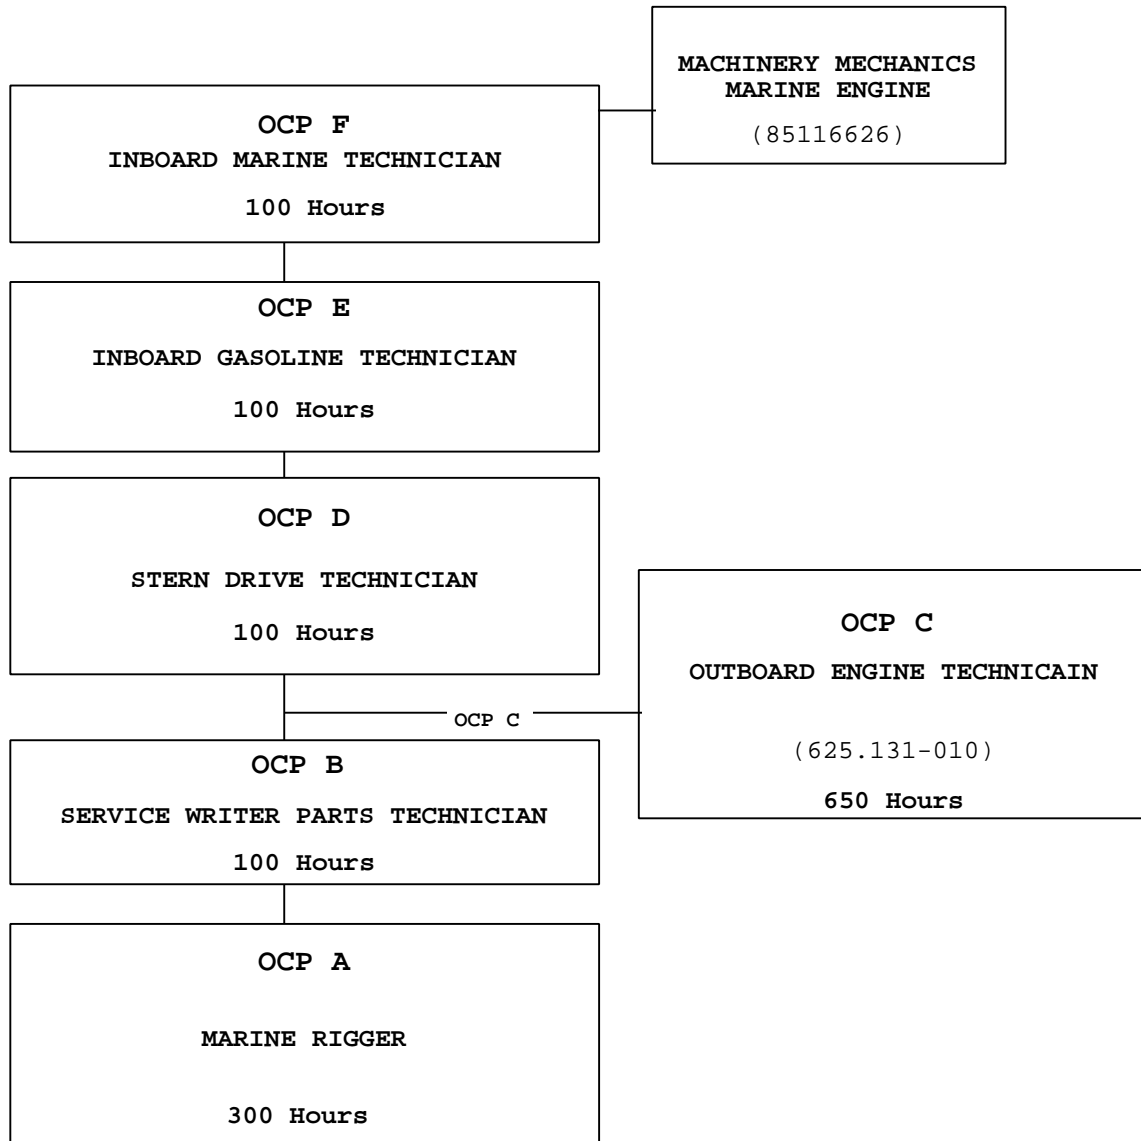 MACHINERY MECHANICS
MARINE ENGINE
(85116626)
OCP F
INBOARD MARINE TECHNICIAN
100 Hours
OCP E
INBOARD GASOLINE TECHNICIAN
100 Hours
OCP D
STERN DRIVE TECHNICIAN
100 Hours
OCP C
OUTBOARD ENGINE TECHNICAIN
(625.131-010)
650 Hours
OCP C
OCP B
SERVICE WRITER PARTS TECHNICIAN
100 Hours
OCP A
MARINE RIGGER
300 Hours